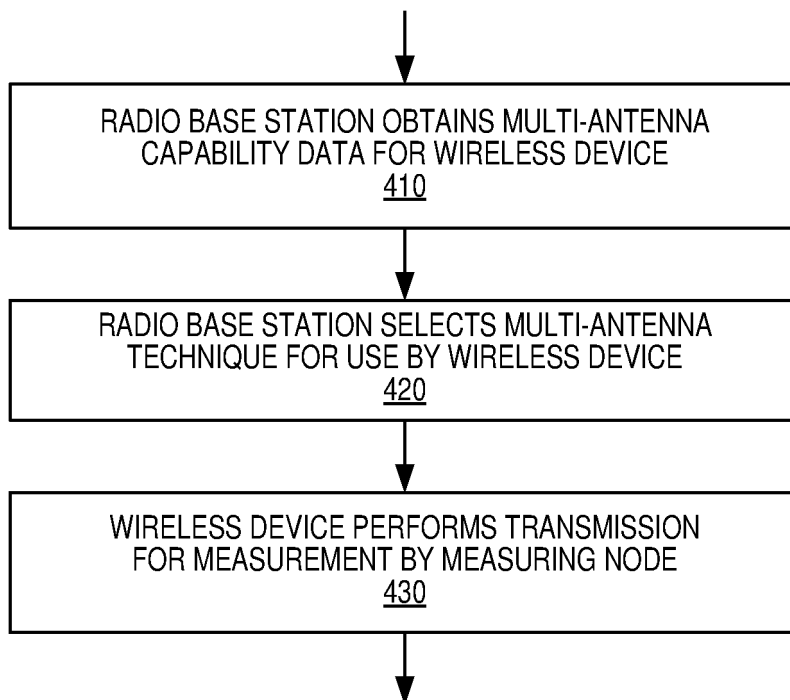 RADIO BASE STATION OBTAINS MULTI-ANTENNA
CAPABILITY DATA FOR WIRELESS DEVICE
410
RADIO BASE STATION SELECTS MULTI-ANTENNA
TECHNIQUE FOR USE BY WIRELESS DEVICE
420
WIRELESS DEVICE PERFORMS TRANSMISSION
FOR MEASUREMENT BY MEASURING NODE
430